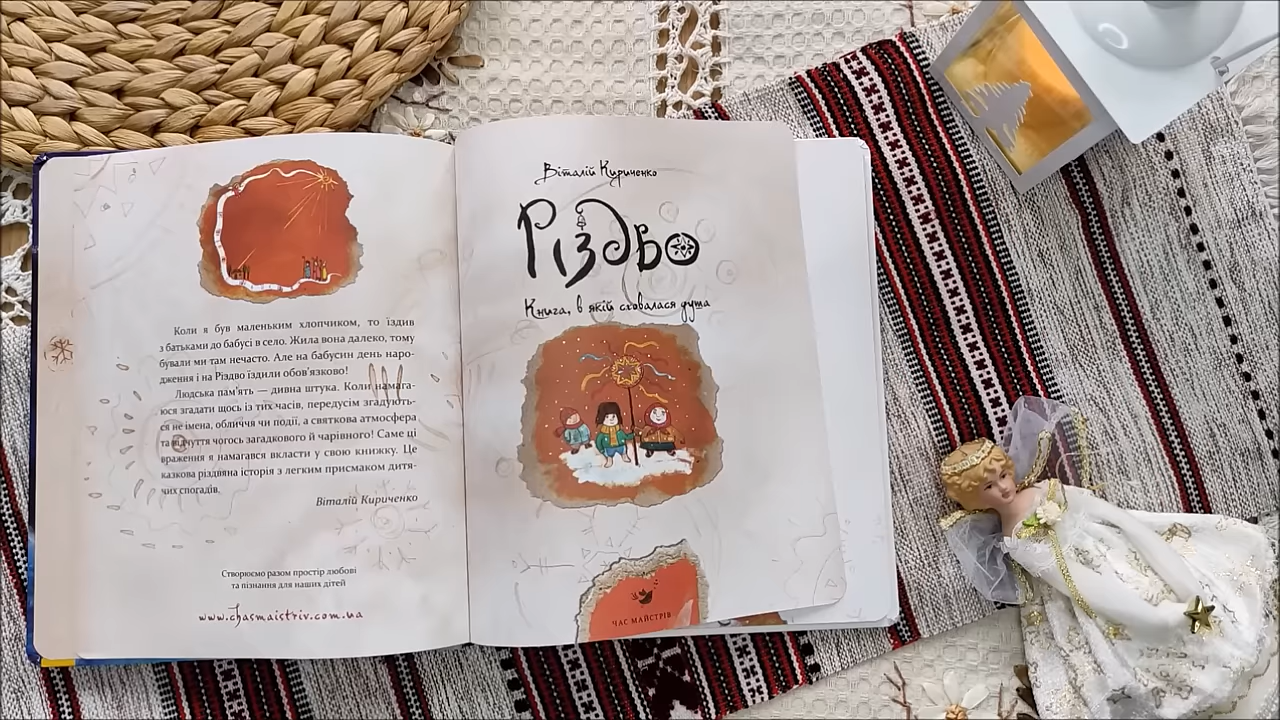 Коли я був маленьким хлопчиком, то їздив
з батьками до бабусі в село. Жила вона далеко, тому
бували ми там нечасто. Але на бабусин день наро-
дження і на Різдво їздили обов'язково!
Людська пам'ять — дивна штука. Коли намага-
юся згадати щось із тих часів, передусім згадують-
ся не імена, обличчя чи події, а святкова атмосфера
та відчуття чогось загадкового й чарівного! Саме ці
враження я намагався вкласти у свою книжку. Це
казкова різдвяна історія з легким присмаком дитя-
чих спогадів.
Віталій Кириченко
Створюємо разом простір любові
та пізнання для наших дітей
www.chasmaistriv.com.ua
Віталій Кириченко
Різдво
Книга, в якій сховалася душа
ЧАС МАЙСТРІВ